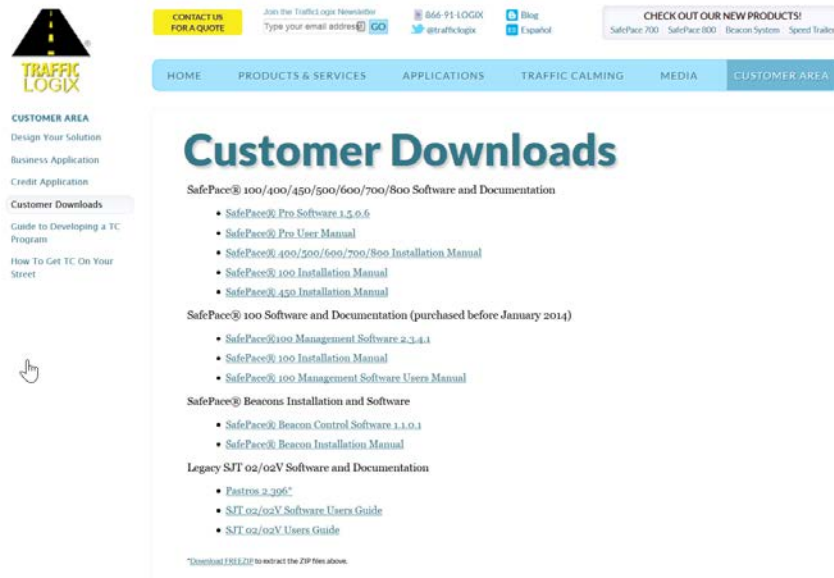 CONTACT US
FOR A QUOTE
Join the TrafficLogix Newsletter
Type your email address
GO
866-91-LOGIX
@trafficlogix
Blog
Español
CHECK OUT OUR NEW PRODUCTS!
SafePace 700 SafePace 800 Beacon System Speed Trailer
TRAFFIC
LOGIX
®
HOME PRODUCTS & SERVICES APPLICATIONS TRAFFIC CALMING MEDIA CUSTOMER AREA
CUSTOMER AREA
Design Your Solution
Business Application
Credit Application
Customer Downloads
Guide to Developing a TC
Program
How To Get TC On Your
Street
Customer Downloads
SafePace® 100/400/450/500/600/700/800 Software and Documentation
• SafePace® Pro Software 1.5.0.6
• SafePace® Pro User Manual
• SafePace® 400/500/600/700/800 Installation Manual
• SafePace® 100 Installation Manual
• SafePace® 450 Installation Manual
SafePace® 100 Software and Documentation (purchased before January 2014)
• SafePace®100 Management Software 2.3.4.1
• SafePace® 100 Installation Manual
• SafePace® 100 Management Software Users Manual
SafePace® Beacons Installation and Software
• SafePace® Beacon Control Software 1.1.0.1
• SafePace® Beacon Installation Manual
Legacy SJT 02/02V Software and Documentation
• Pastros 2.396*
• SJT 02/02V Software Users Guide
• SJT 02/02V Users Guide
*Download FREEZIP to extract the ZIP files above.